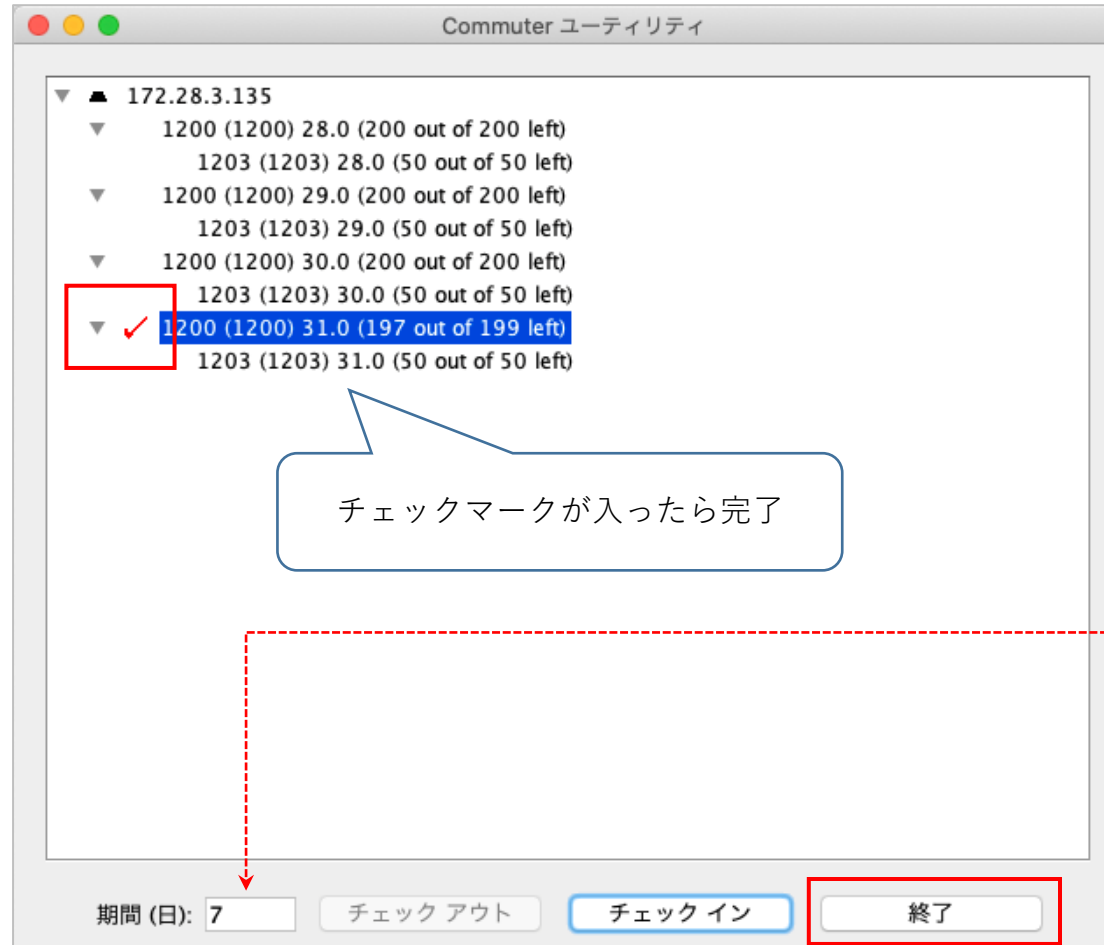 Commuter ユーティリティ
172.28.3.135
1200 (1200) 28.0 (200 out of 200 left)
1203 (1203) 28.0 (50 out of 50 left)
1200 (1200) 29.0 (200 out of 200 left)
1203 (1203) 29.0 (50 out of 50 left)
1200 (1200) 30.0 (200 out of 200 left)
1203 (1203) 30.0 (50 out of 50 left)
1200 (1200) 31.0 (197 out of 199 left)
1203 (1203) 31.0 (50 out of 50 left)
チェックマークが入ったら完了
期間 (日): 7 チェック アウト チェック イン 終了